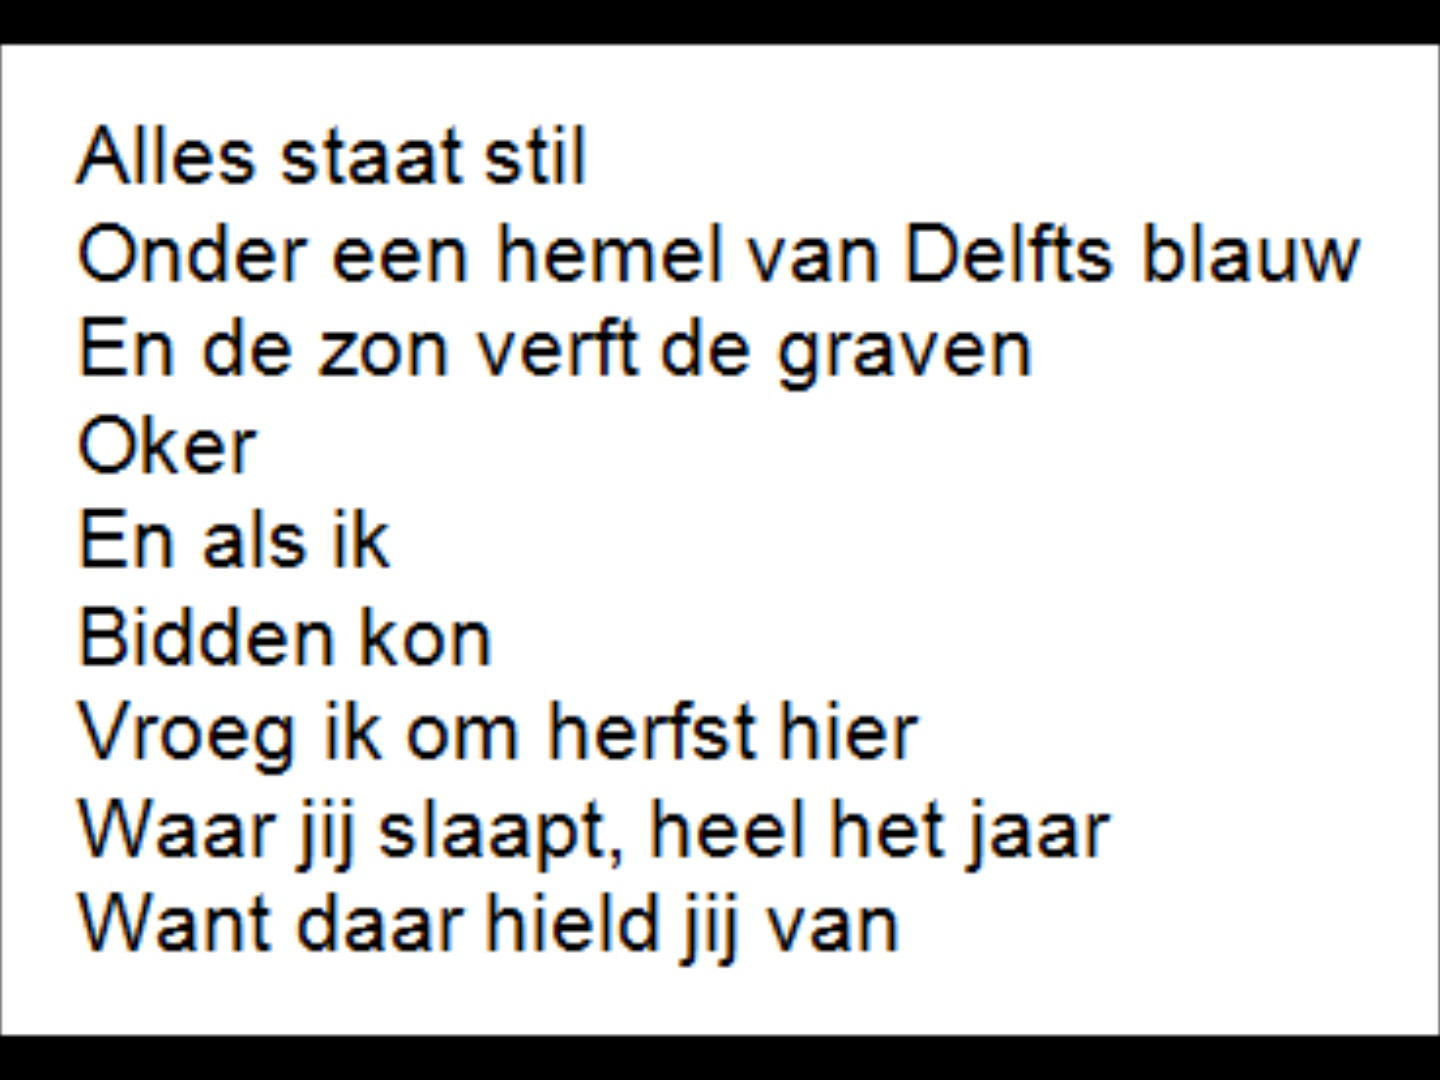 Alles staat stil
Onder een hemel van Delfts blauw
En de zon verft de graven
Oker
En als ik
Bidden kon
Vroeg ik om herfst hier
Waar jij slaapt, heel het jaar
Want daar hield jij van